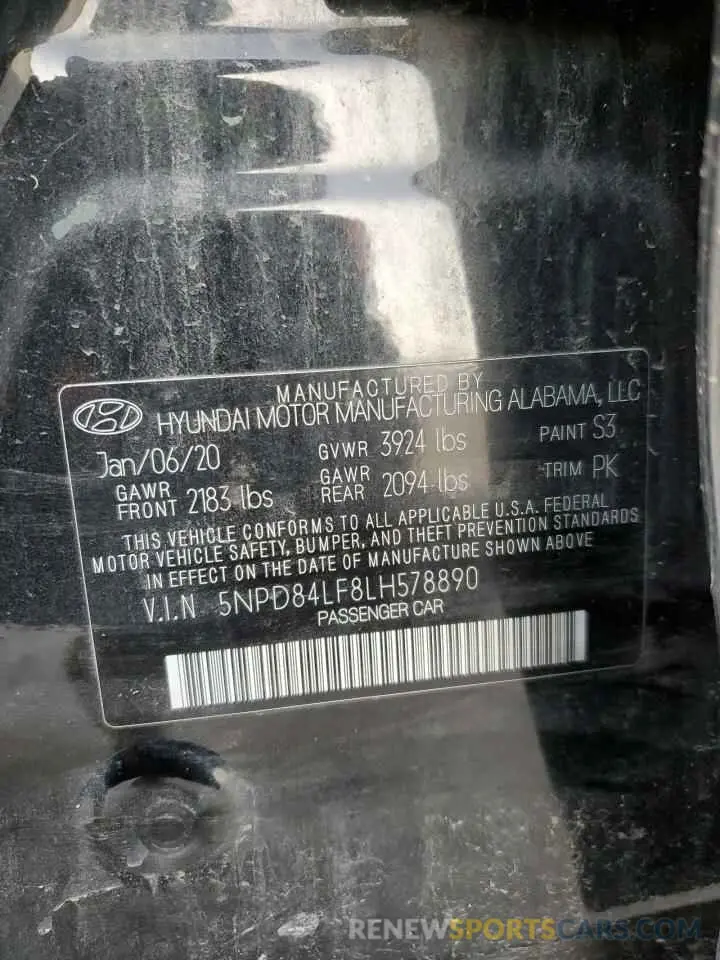 MANUFACTURED BY
HYUNDAI MOTOR MANUFACTURING ALABAMA, LLC
Jan/06/20 GVWR 3924 lbs PAINT S3
GAWR FRONT 2183 lbs GAWR REAR 2094 lbs TRIM PK
THIS VEHICLE CONFORMS TO ALL APPLICABLE U.S.A. FEDERAL
MOTOR VEHICLE SAFETY, BUMPER, AND THEFT PREVENTION STANDARDS
IN EFFECT ON THE DATE OF MANUFACTURE SHOWN ABOVE
V.I.N 5NPD84LF8LH578890
PASSENGER CAR
RENEWSPORTSCARS.COM